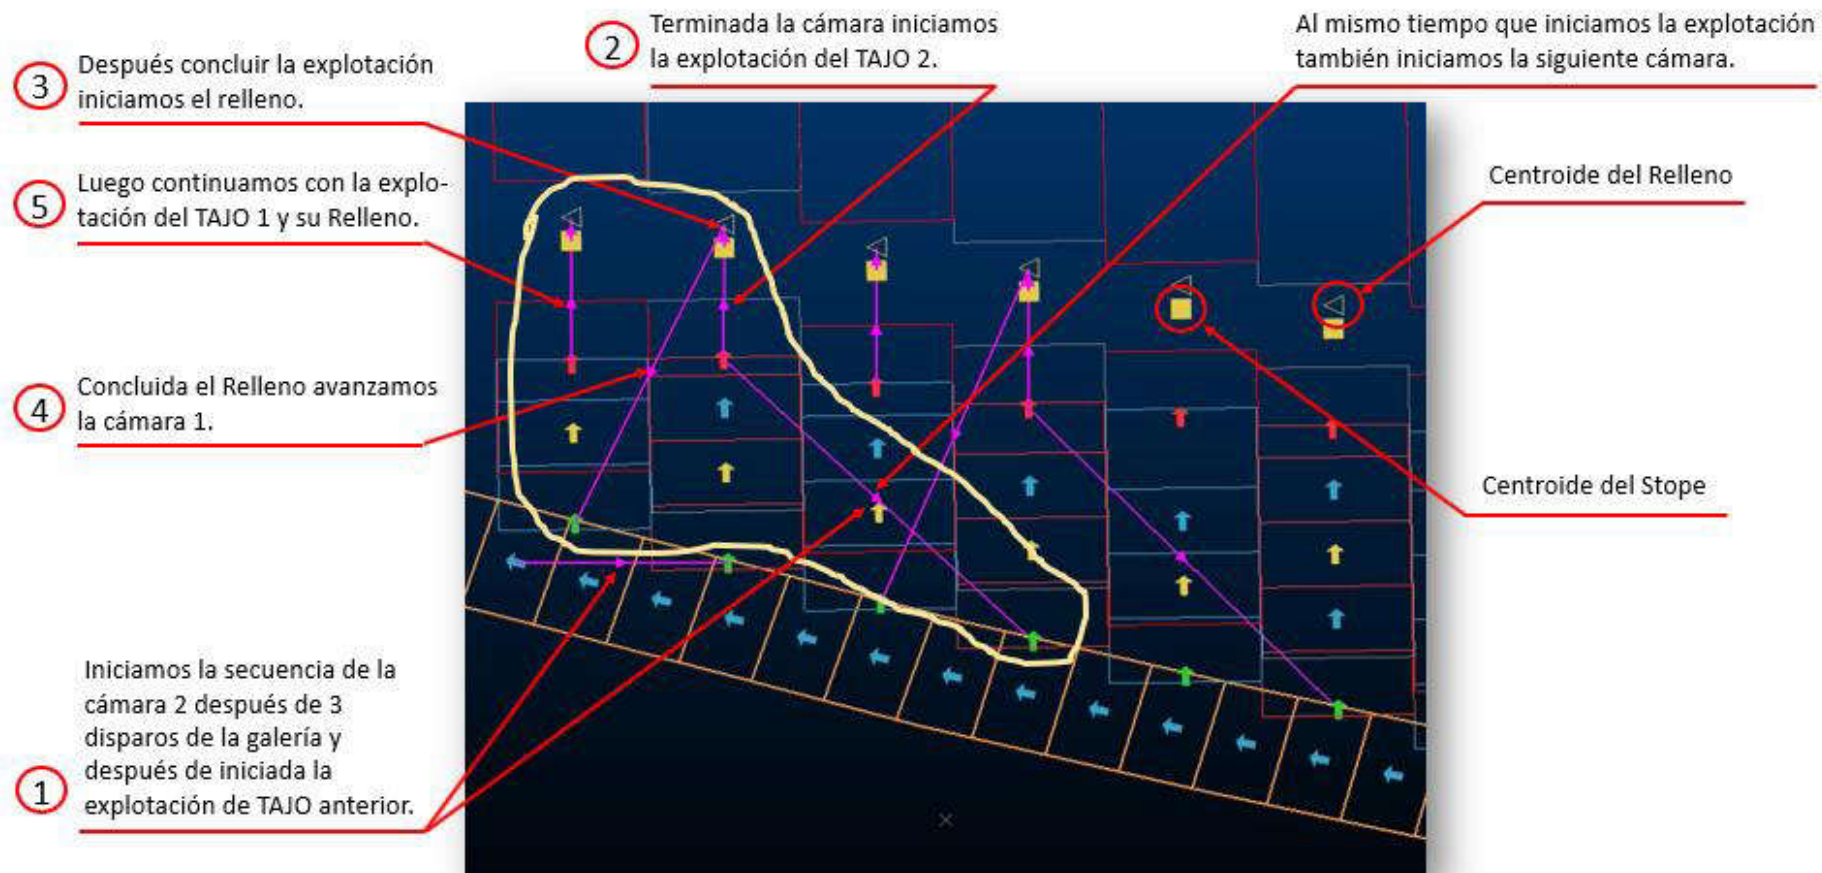 2
Terminada la cámara iniciamos
la explotación del TAJO 2.
Al mismo tiempo que iniciamos la explotación
también iniciamos la siguiente cámara.
3
Después concluir la explotación
iniciamos el relleno.
5
Luego continuamos con la explo-
tación del TAJO 1 y su Relleno.
Centroide del Relleno
4
Concluida el Relleno avanzamos
la cámara 1.
Centroide del Stope
1
Iniciamos la secuencia de la
cámara 2 después de 3
disparos de la galería y
después de iniciada la
explotación de TAJO anterior.